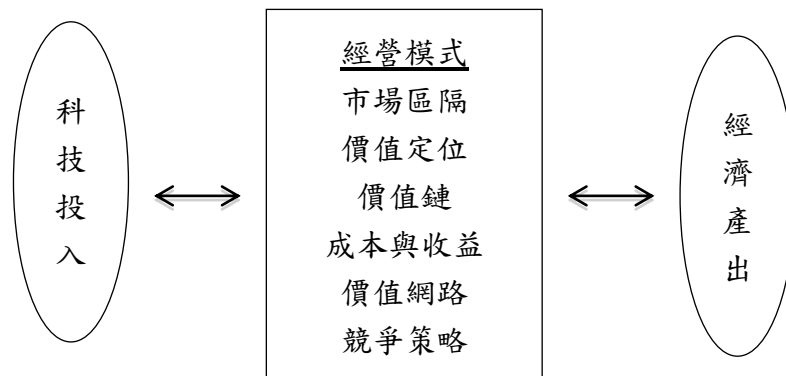 科技投入
經營模式
市場區隔
價值定位
價值鏈
成本與收益
價值網路
競爭策略
經濟產出